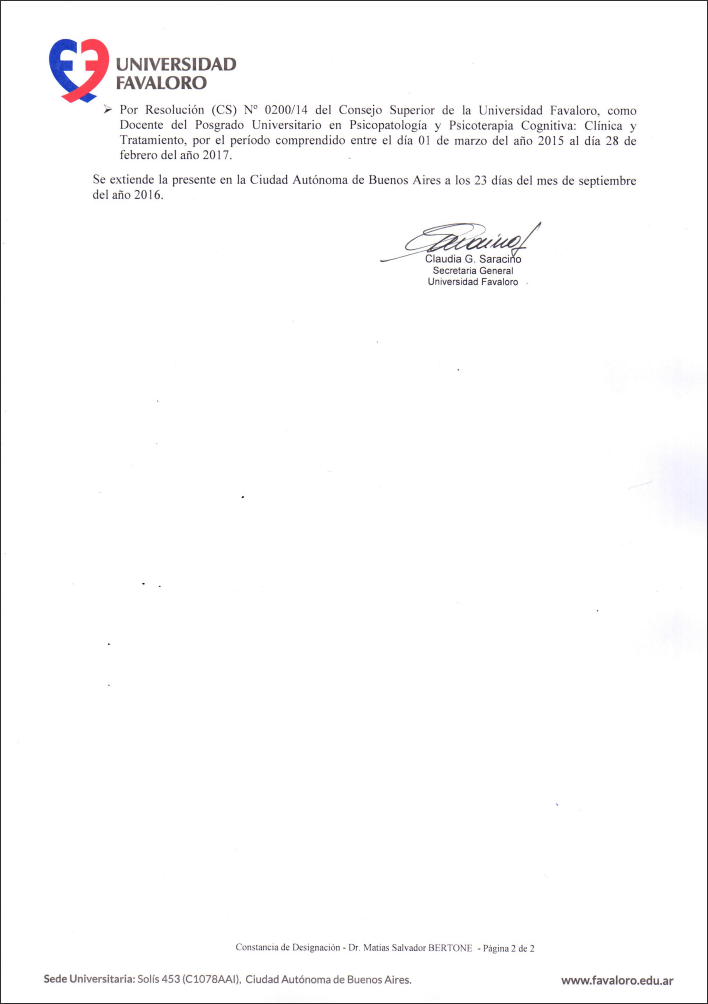 UNIVERSIDAD
FAVALORO
➢ Por Resolución (CS) Nº 0200/14 del Consejo Superior de la Universidad Favaloro, como
Docente del Posgrado Universitario en Psicopatología y Psicoterapia Cognitiva: Clínica y
Tratamiento, por el período comprendido entre el día 01 de marzo del año 2015 al día 28 de
febrero del año 2017.
Se extiende la presente en la Ciudad Autónoma de Buenos Aires a los 23 días del mes de septiembre
del año 2016.
Claudia G. Saracino
Secretaria General
Universidad Favaloro
Constancia de Designación - Dr. Matias Salvador BERTONE - Página 2 de 2
Sede Universitaria: Solís 453 (C1078AAI), Ciudad Autónoma de Buenos Aires.
www.favaloro.edu.ar